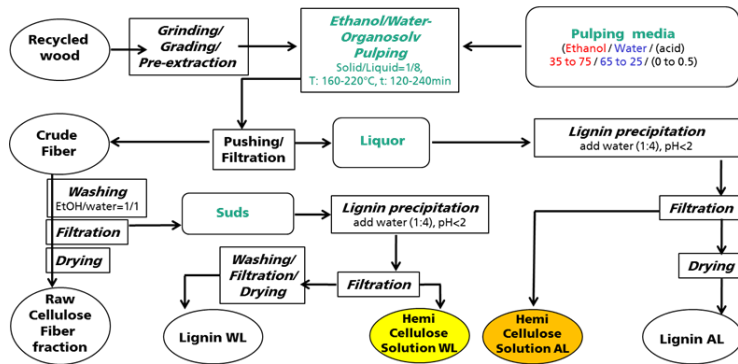 Recycled
wood
Grinding/
Grading/
Pre-extraction
Ethanol/Water-
Organosolv
Pulping
Solid/Liquid=1/8,
T: 160-220°C, t: 120-240min
Pulping media
(Ethanol/ Water / (acid)
35 to 75 / 65 to 25 / (0 to 0.5)
Crude
Fiber
Pushing/
Filtration
Liquor
Lignin precipitation
add water (1:4), pH<2
Washing
EtOH/water=1/1
Filtration
Drying
Suds
Lignin precipitation
add water (1:4), pH<2
Filtration
Washing/
Filtration/
Drying
Filtration
Drying
Raw
Cellulose
Fiber
fraction
Lignin WL
Hemi
Cellulose
Solution WL
Hemi
Cellulose
Solution AL
Lignin AL